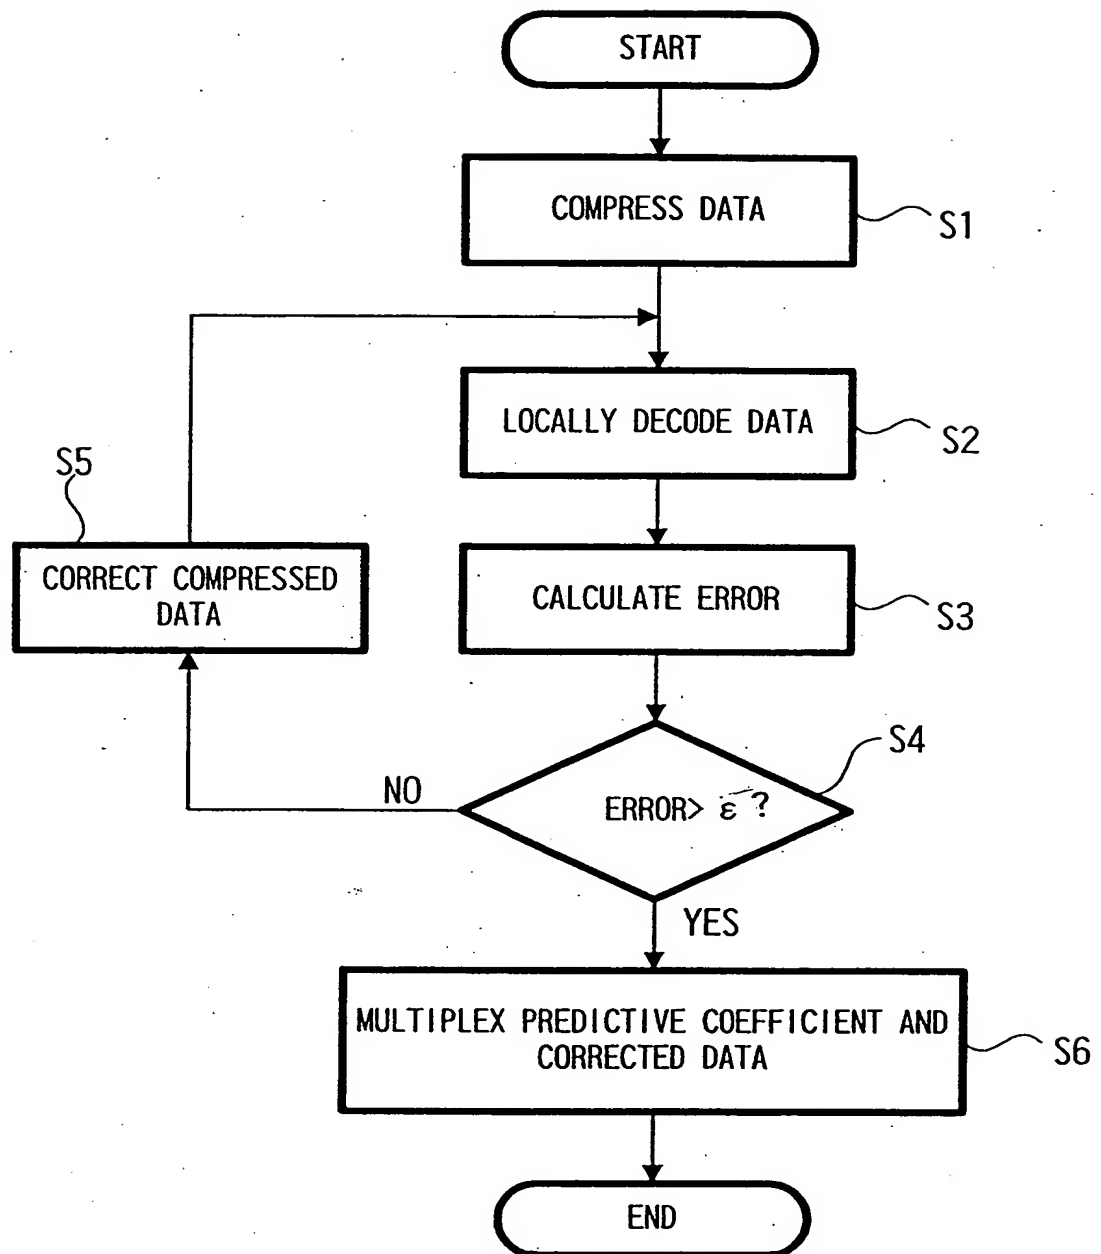 START
COMPRESS DATA
S1
LOCALLY DECODE DATA
S2
S5
CORRECT COMPRESSED
DATA
CALCULATE ERROR
S3
S4
NO
ERROR> ε ?
YES
MULTIPLEX PREDICTIVE COEFFICIENT AND
CORRECTED DATA
S6
END